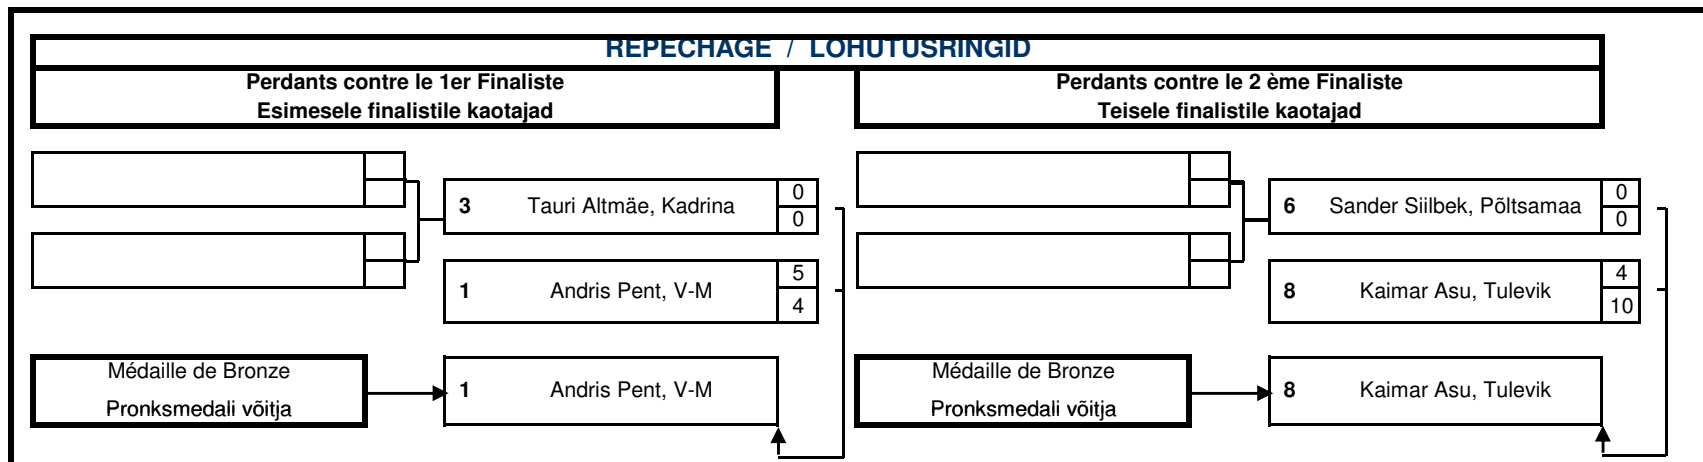 REPECHAGE / LOHUTUSRINGID
Perdants contre le 1er Finaliste
Esimesele finalistile kaotajad
Perdants contre le 2 ème Finaliste
Teisele finalistile kaotajad
3 Tauri Altmäe, Kadrina 0
0
1 Andris Pent, V-M 5
4
6 Sander Siilbek, Põltsamaa 0
0
8 Kaimar Asu, Tulevik 4
10
Médaille de Bronze
Pronksmedali võitja
1 Andris Pent, V-M
Médaille de Bronze
Pronksmedali võitja
8 Kaimar Asu, Tulevik